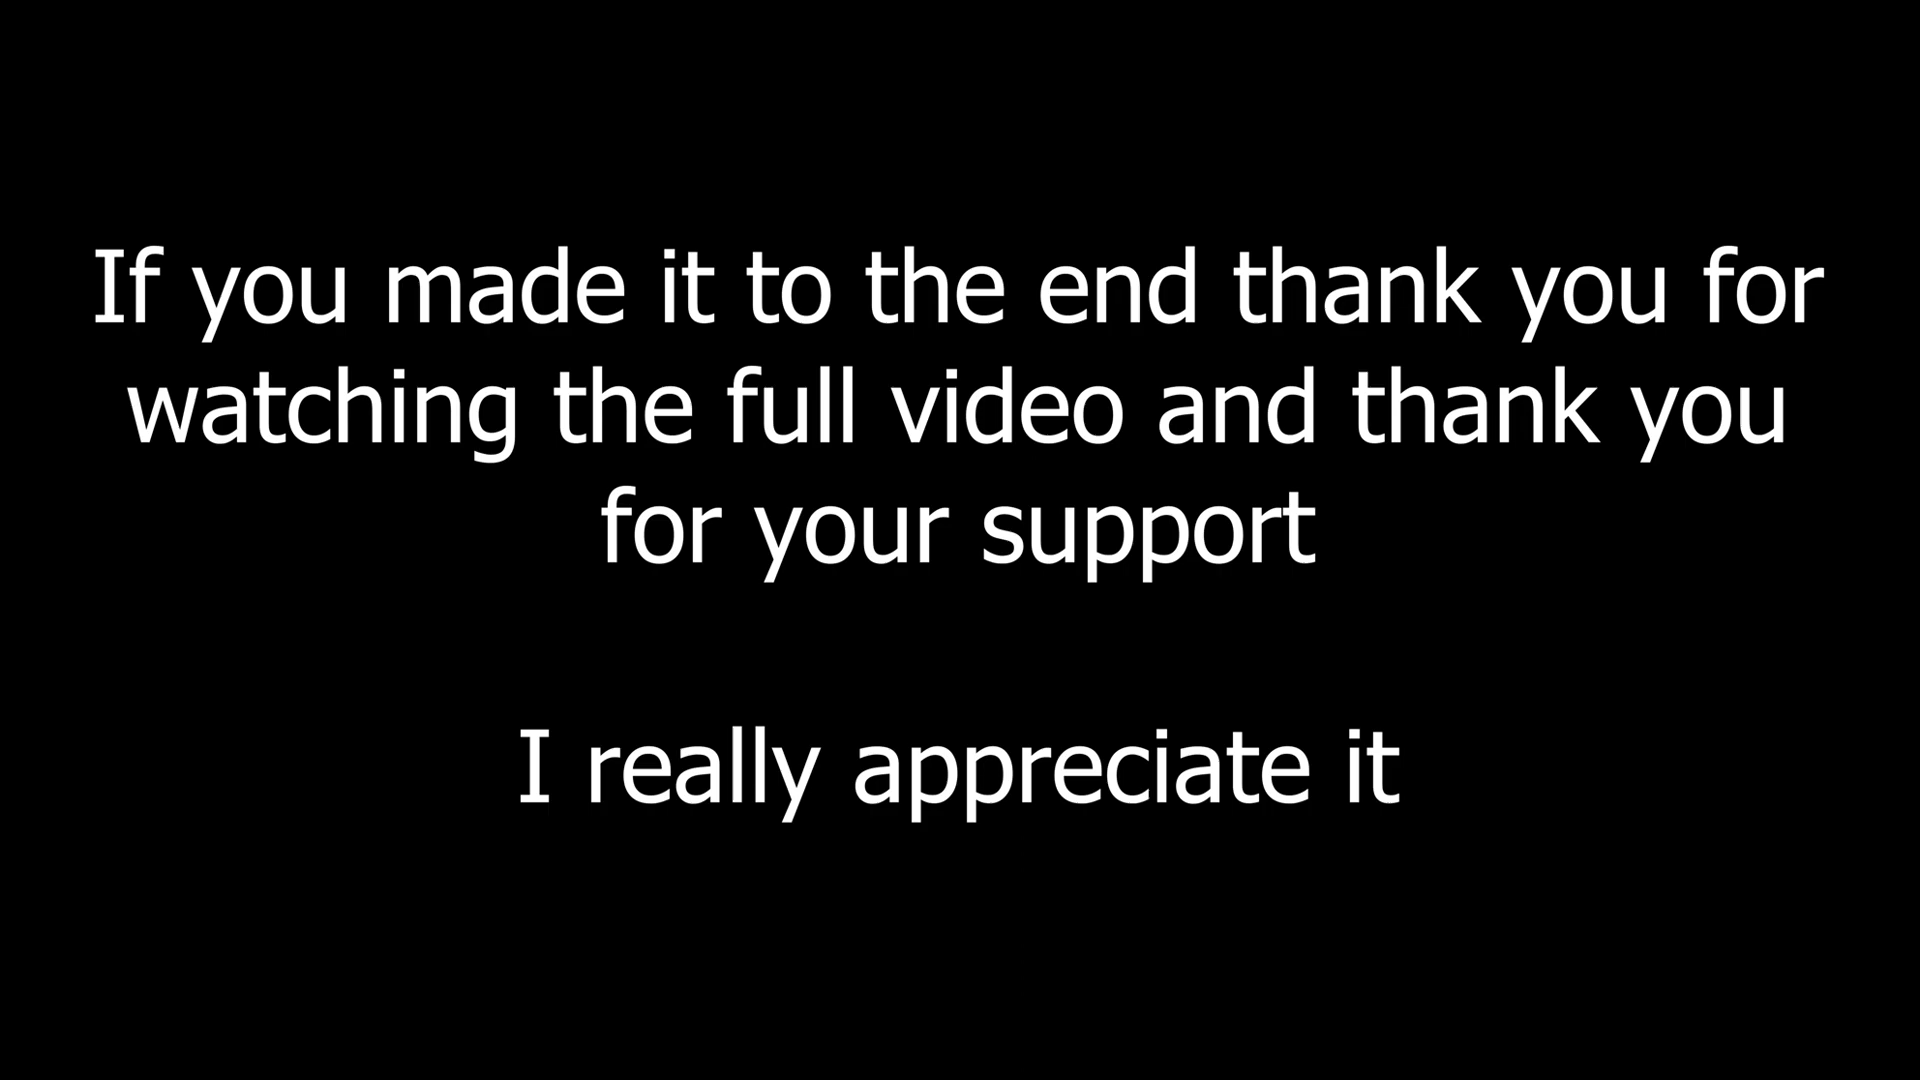 If you made it to the end thank you for
watching the full video and thank you
for your support
I really appreciate it